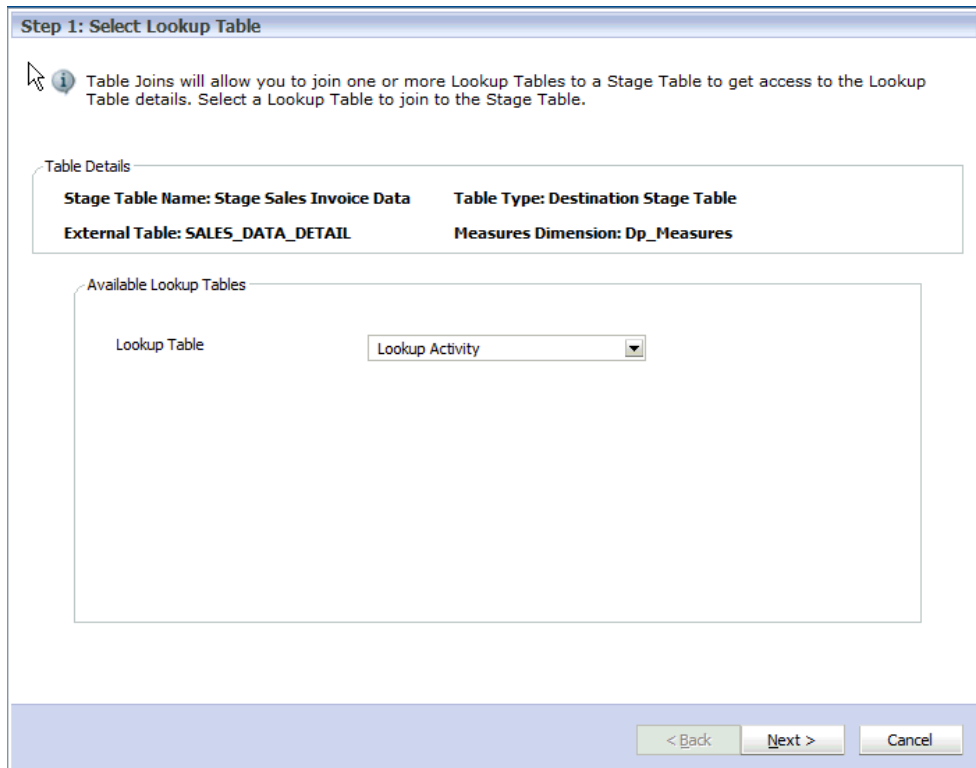 Step 1: Select Lookup Table
Table Joins will allow you to join one or more Lookup Tables to a Stage Table to get access to the Lookup
Table details. Select a Lookup Table to join to the Stage Table.
Table Details
Stage Table Name: Stage Sales Invoice Data Table Type: Destination Stage Table
External Table: SALES_DATA_DETAIL Measures Dimension: Dp_Measures
Available Lookup Tables
Lookup Table Lookup Activity
< Back Next > Cancel